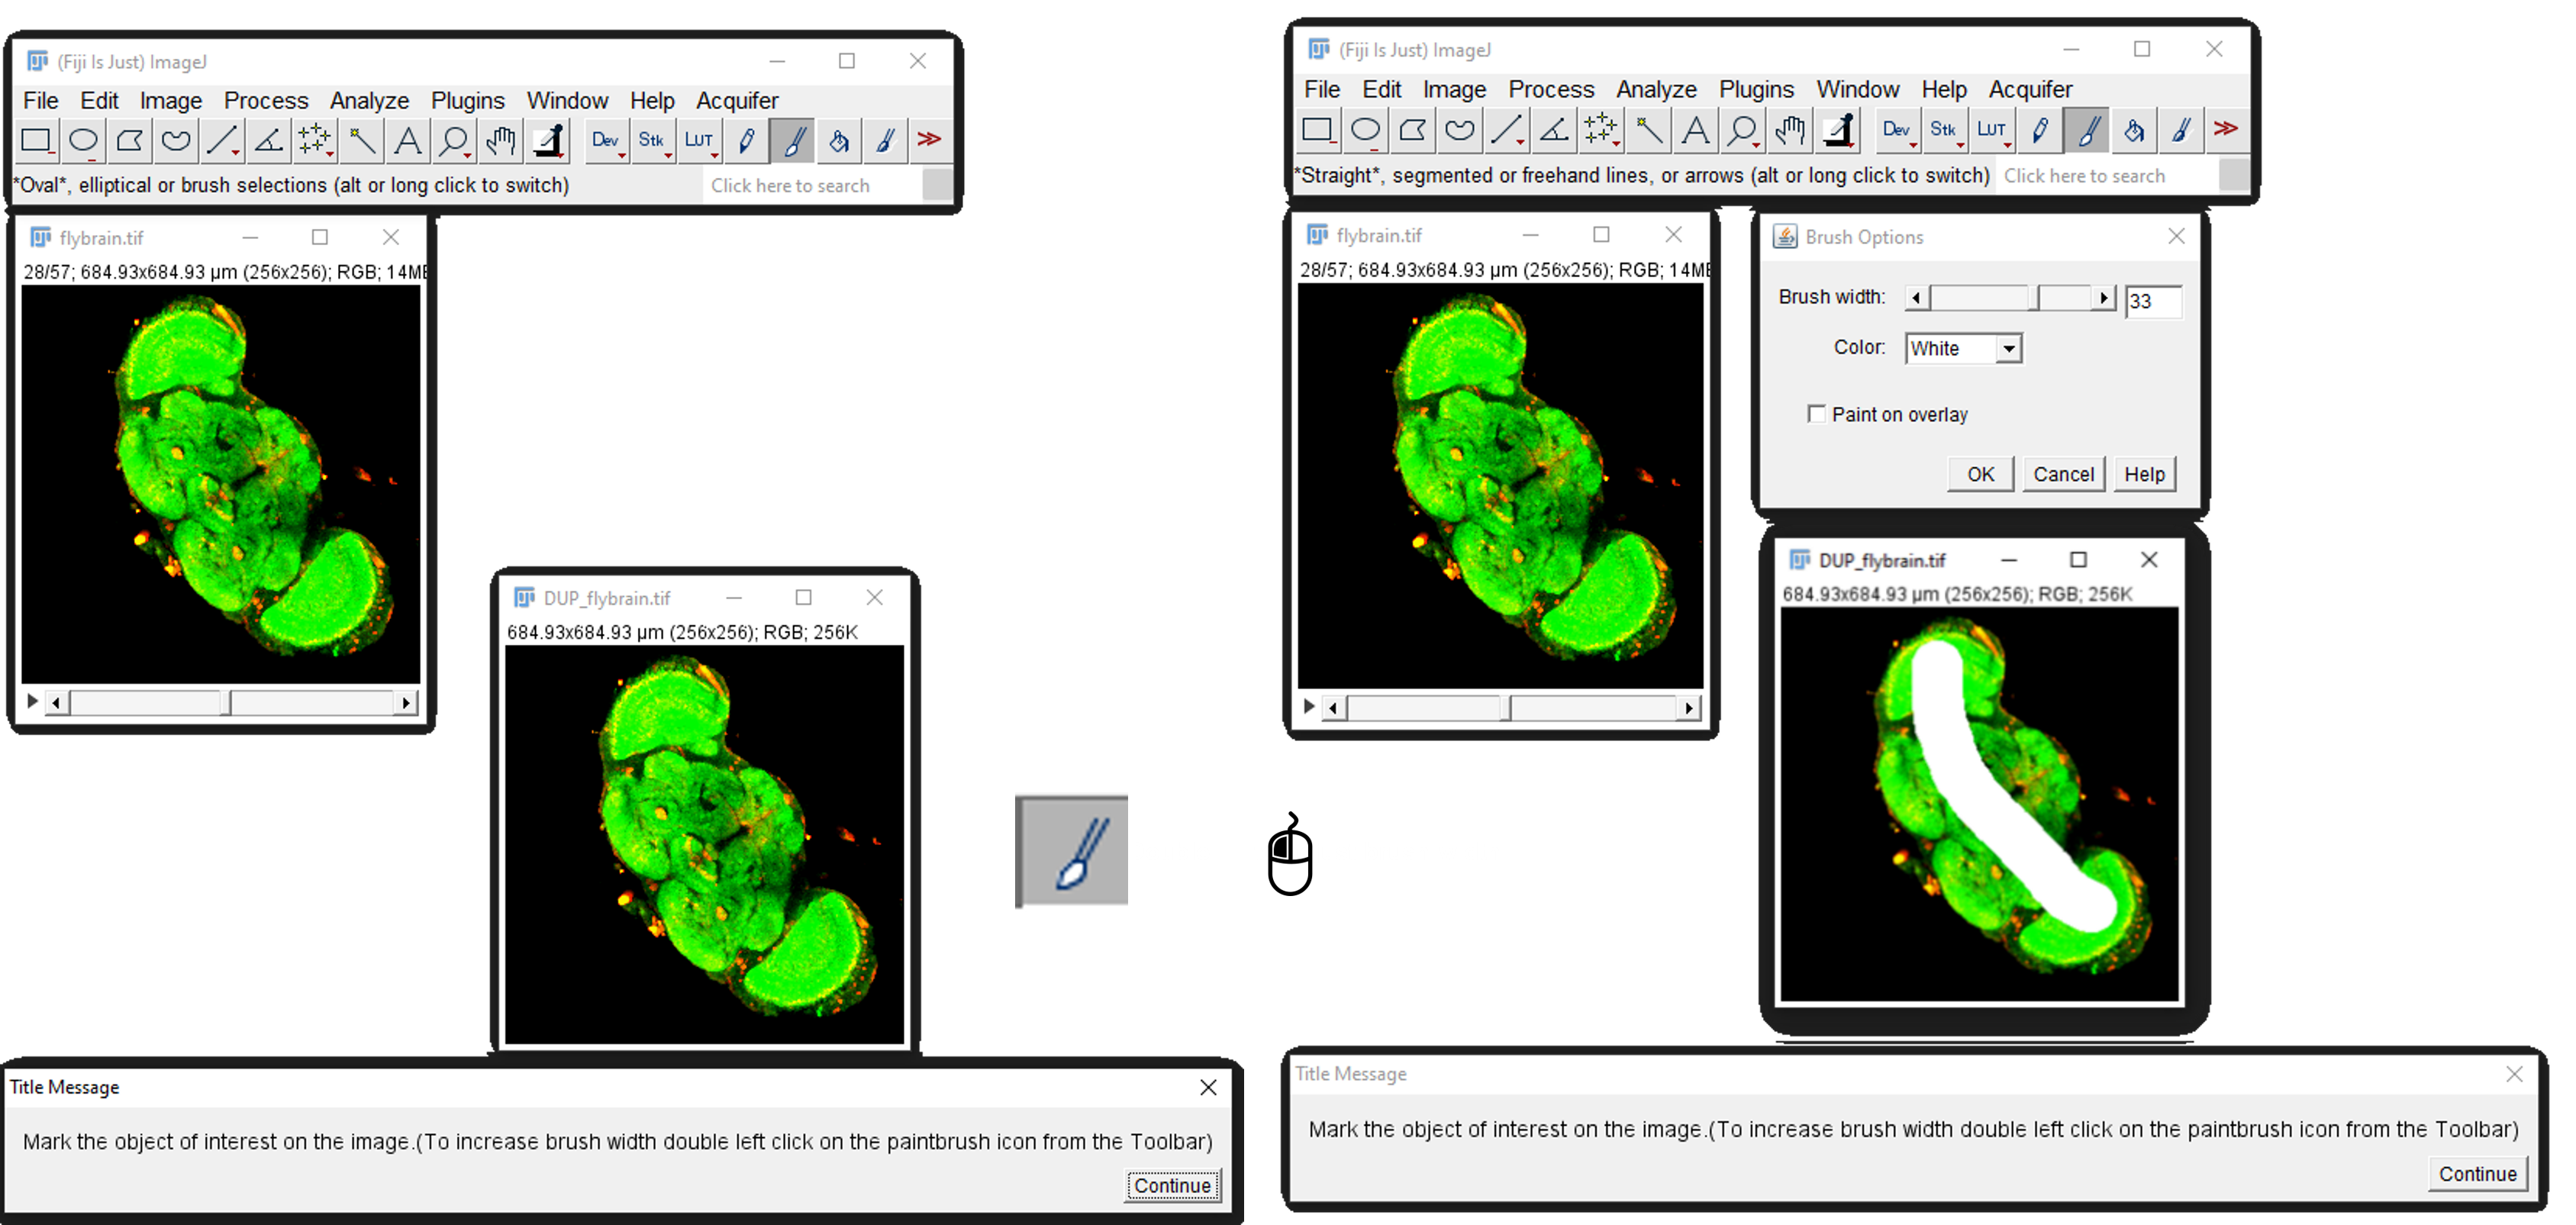 (Fiji Is Just) ImageJ
File Edit Image Process Analyze Plugins Window Help Acquifer
A Dev Stk LUT >>
*Oval*, elliptical or brush selections (alt or long click to switch) Click here to search
flybrain.tif
28/57; 684.93x684.93 µm (256x256); RGB; 14MB
DUP_flybrain.tif
684.93x684.93 µm (256x256); RGB; 256K
Title Message
Mark the object of interest on the image.(To increase brush width double left click on the paintbrush icon from the Toolbar)
Continue
(Fiji Is Just) ImageJ
File Edit Image Process Analyze Plugins Window Help Acquifer
A Dev Stk LUT >>
*Straight*, segmented or freehand lines, or arrows (alt or long click to switch) Click here to search
flybrain.tif
28/57; 684.93x684.93 µm (256x256); RGB; 14MB
Brush Options
Brush width: 33
Color: White
Paint on overlay
OK Cancel Help
DUP_flybrain.tif
684.93x684.93 µm (256x256); RGB; 256K
Title Message
Mark the object of interest on the image.(To increase brush width double left click on the paintbrush icon from the Toolbar)
Continue